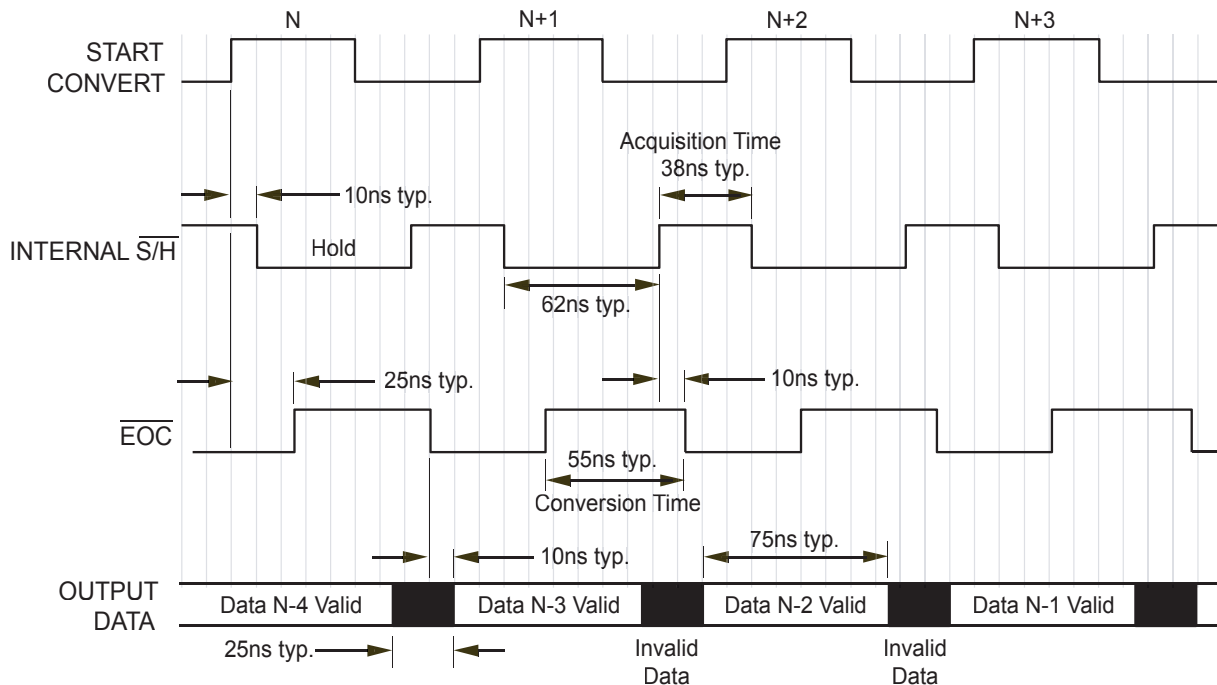 N N+1 N+2 N+3
START
CONVERT
Acquisition Time
38ns typ.
10ns typ.
INTERNAL S/H
Hold
62ns typ.
25ns typ.
10ns typ.
EOC
55ns typ.
Conversion Time
10ns typ.
75ns typ.
OUTPUT
DATA
Data N-4 Valid Data N-3 Valid Data N-2 Valid Data N-1 Valid
25ns typ.
Invalid
Data
Invalid
Data